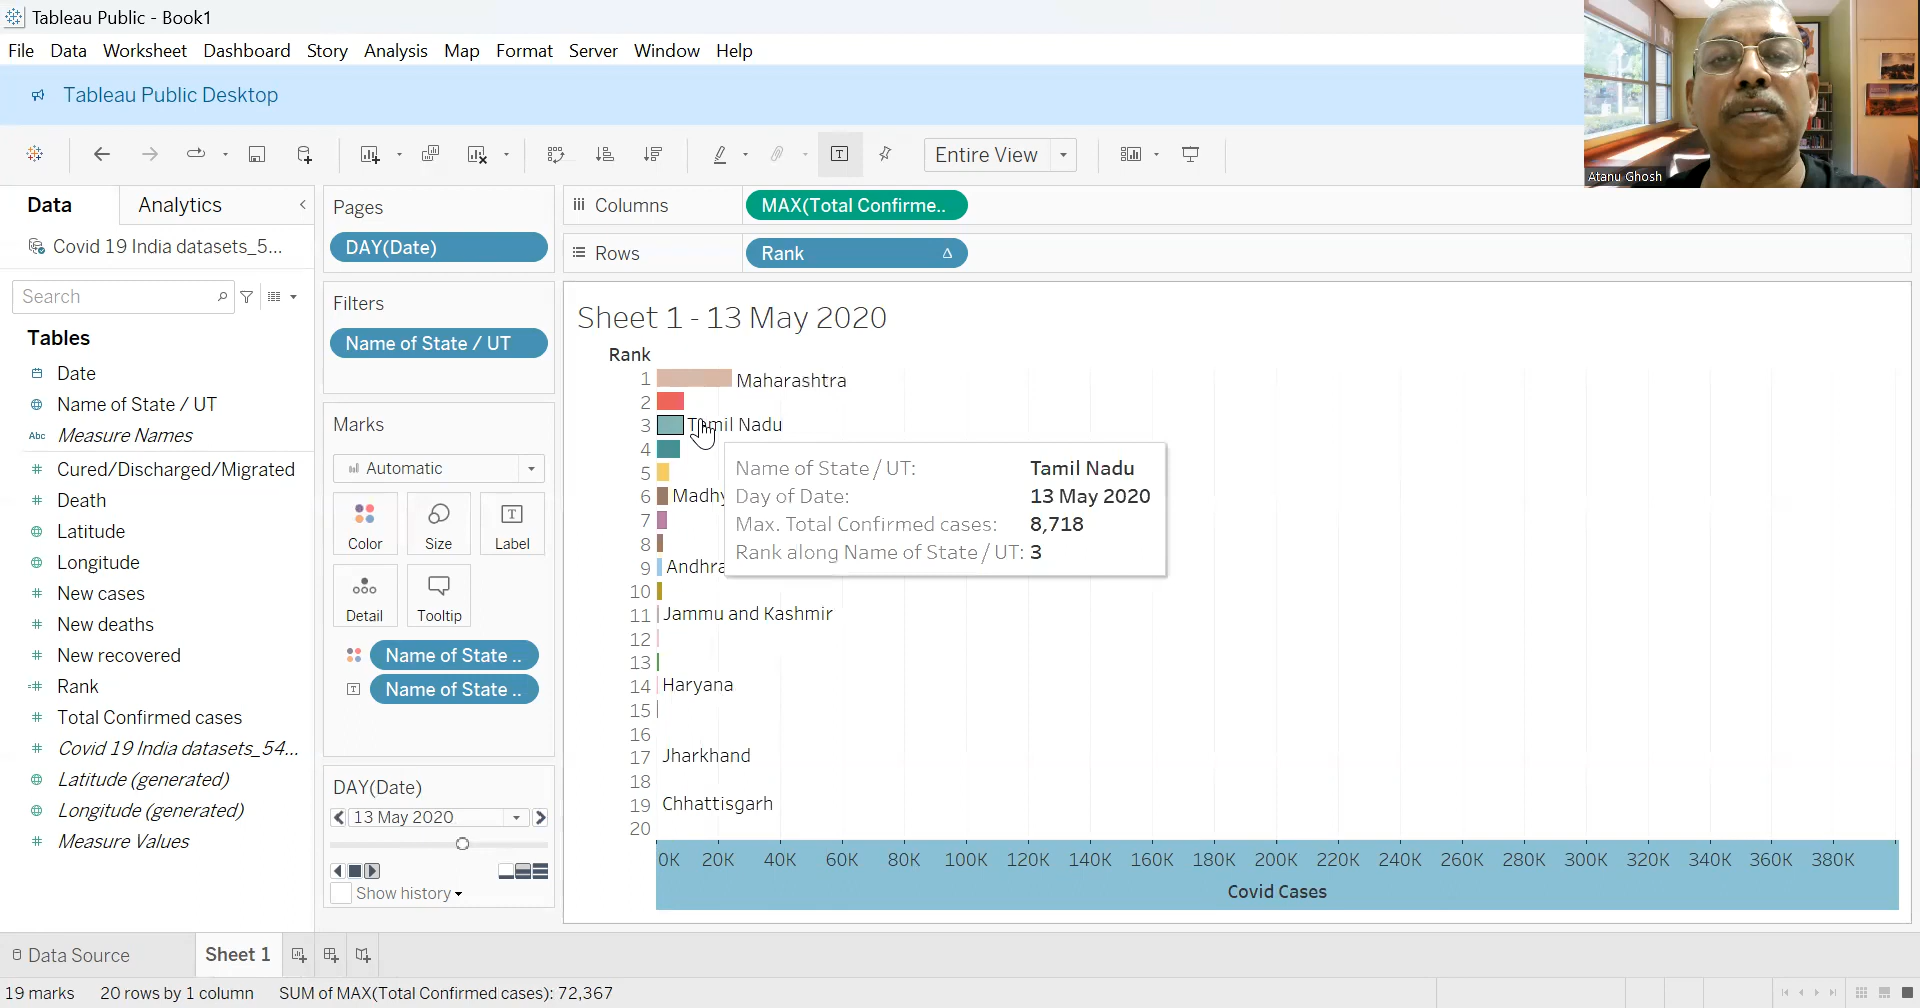 Tableau Public - Book1
File Data Worksheet Dashboard Story Analysis Map Format Server Window Help
Tableau Public Desktop
Entire View
Atanu Ghosh
Data Analytics
Covid 19 India datasets_5...
Search
Tables
Date
Name of State / UT
Abc Measure Names
Cured/Discharged/Migrated
Death
Latitude
Longitude
New cases
New deaths
New recovered
Rank
Total Confirmed cases
Covid 19 India datasets_54...
Latitude (generated)
Longitude (generated)
Measure Values
Pages
DAY(Date)
Filters
Name of State / UT
Marks
Automatic
Color Size Label
Detail Tooltip
Name of State ..
Name of State ..
DAY(Date)
13 May 2020
Show history
Columns MAX(Total Confirme..
Rows Rank
Sheet 1 - 13 May 2020
Rank
1 Maharashtra
2
3 Tamil Nadu
4
5
6 Madhy
7
8
9 Andhra
10
11 Jammu and Kashmir
12
13
14 Haryana
15
16
17 Jharkhand
18
19 Chhattisgarh
20
Name of State / UT: Tamil Nadu
Day of Date: 13 May 2020
Max. Total Confirmed cases: 8,718
Rank along Name of State / UT: 3
0K 20K 40K 60K 80K 100K 120K 140K 160K 180K 200K 220K 240K 260K 280K 300K 320K 340K 360K 380K
Covid Cases
Data Source Sheet 1
19 marks 20 rows by 1 column SUM of MAX(Total Confirmed cases): 72,367